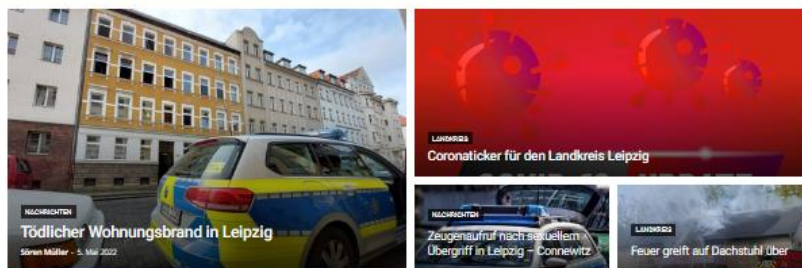 NACHRICHTEN
Tödlicher Wohnungsbrand in Leipzig
Sören Müller - 5. Mai 2022
LANDKREIS
Coronaticker für den Landkreis Leipzig
NACHRICHTEN
Zeugenaufruf nach sexuellem
Übergriff in Leipzig – Connewitz
LANDKREIS
Feuer greift auf Dachstuhl über